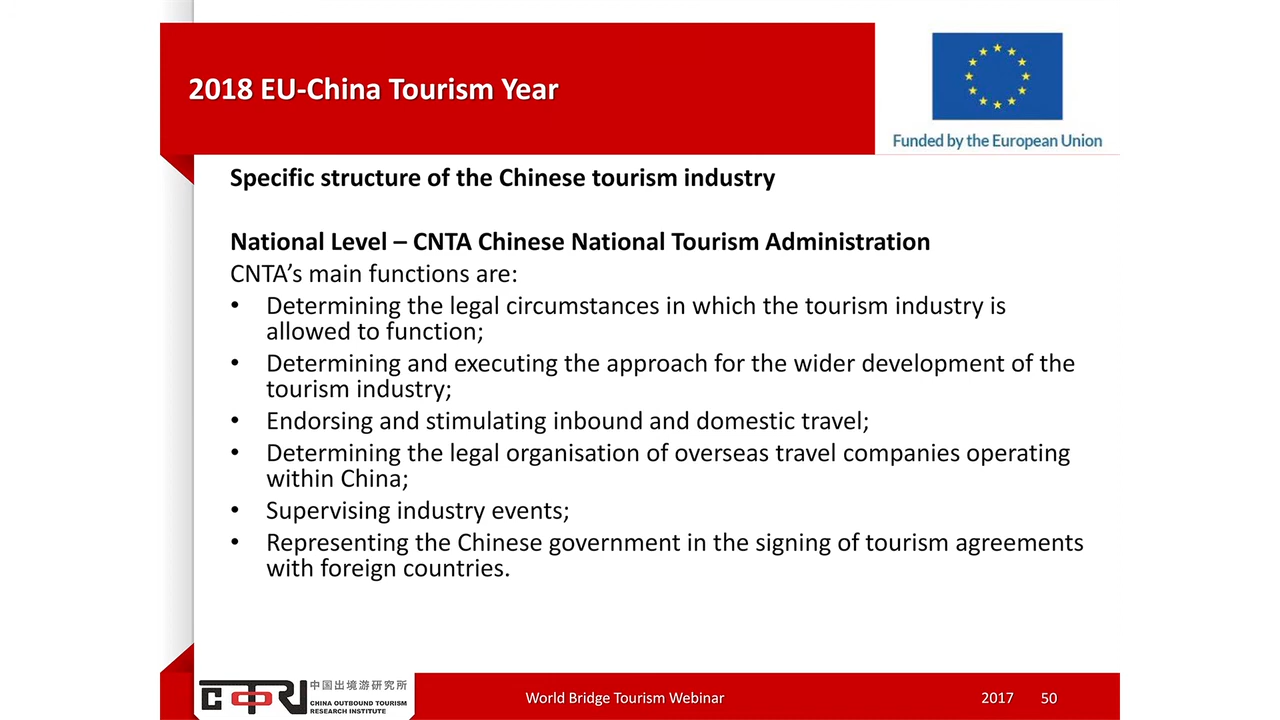 2018 EU-China Tourism Year
Funded by the European Union
Specific structure of the Chinese tourism industry
National Level – CNTA Chinese National Tourism Administration
CNTA’s main functions are:
• Determining the legal circumstances in which the tourism industry is
allowed to function;
• Determining and executing the approach for the wider development of the
tourism industry;
• Endorsing and stimulating inbound and domestic travel;
• Determining the legal organisation of overseas travel companies operating
within China;
• Supervising industry events;
• Representing the Chinese government in the signing of tourism agreements
with foreign countries.
COTRI
中国出境游研究所
CHINA OUTBOUND TOURISM
RESEARCH INSTITUTE
World Bridge Tourism Webinar
2017 50